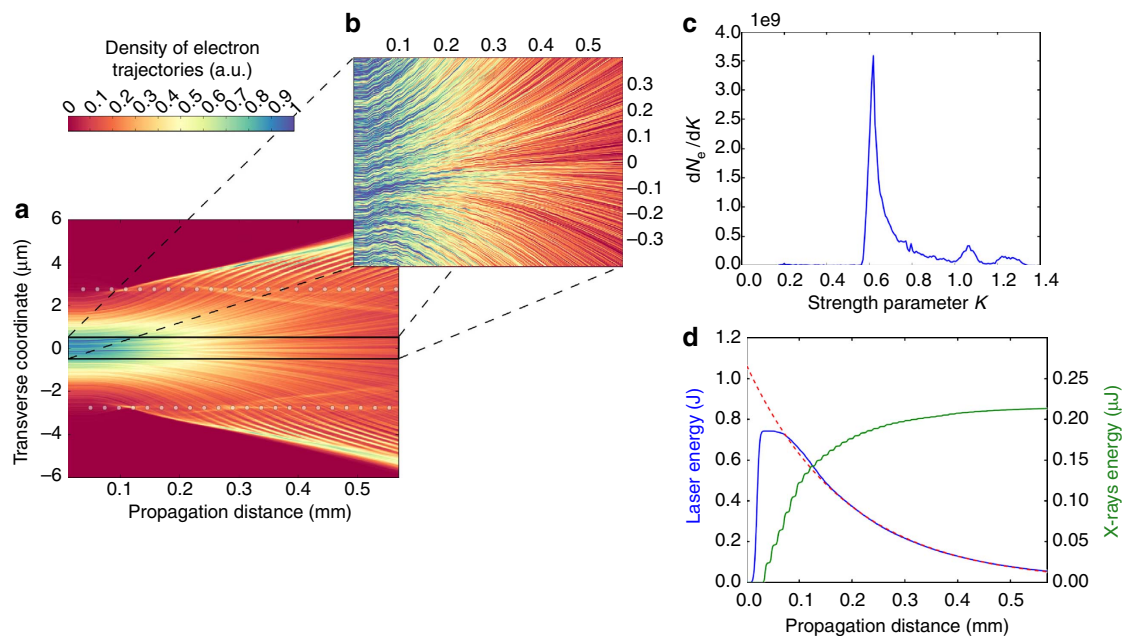 Density of electron
trajectories (a.u.)
0 0.1 0.2 0.3 0.4 0.5 0.6 0.7 0.8 0.9 1
b
0.1 0.2 0.3 0.4 0.5
0.3
0.2
0.1
0
−0.1
−0.2
−0.3
a
Transverse coordinate (μm)
6
4
2
0
−2
−4
−6
0.1 0.2 0.3 0.4 0.5
Propagation distance (mm)
c
1e9
dNe/dK
4.0
3.5
3.0
2.5
2.0
1.5
1.0
0.5
0.0
0.0 0.2 0.4 0.6 0.8 1.0 1.2 1.4
Strength parameter K
d
Laser energy (J)
1.2
1.0
0.8
0.6
0.4
0.2
0.0
0.0 0.1 0.2 0.3 0.4 0.5
Propagation distance (mm)
0.25
0.20
0.15
0.10
0.05
0.00
X-rays energy (μJ)